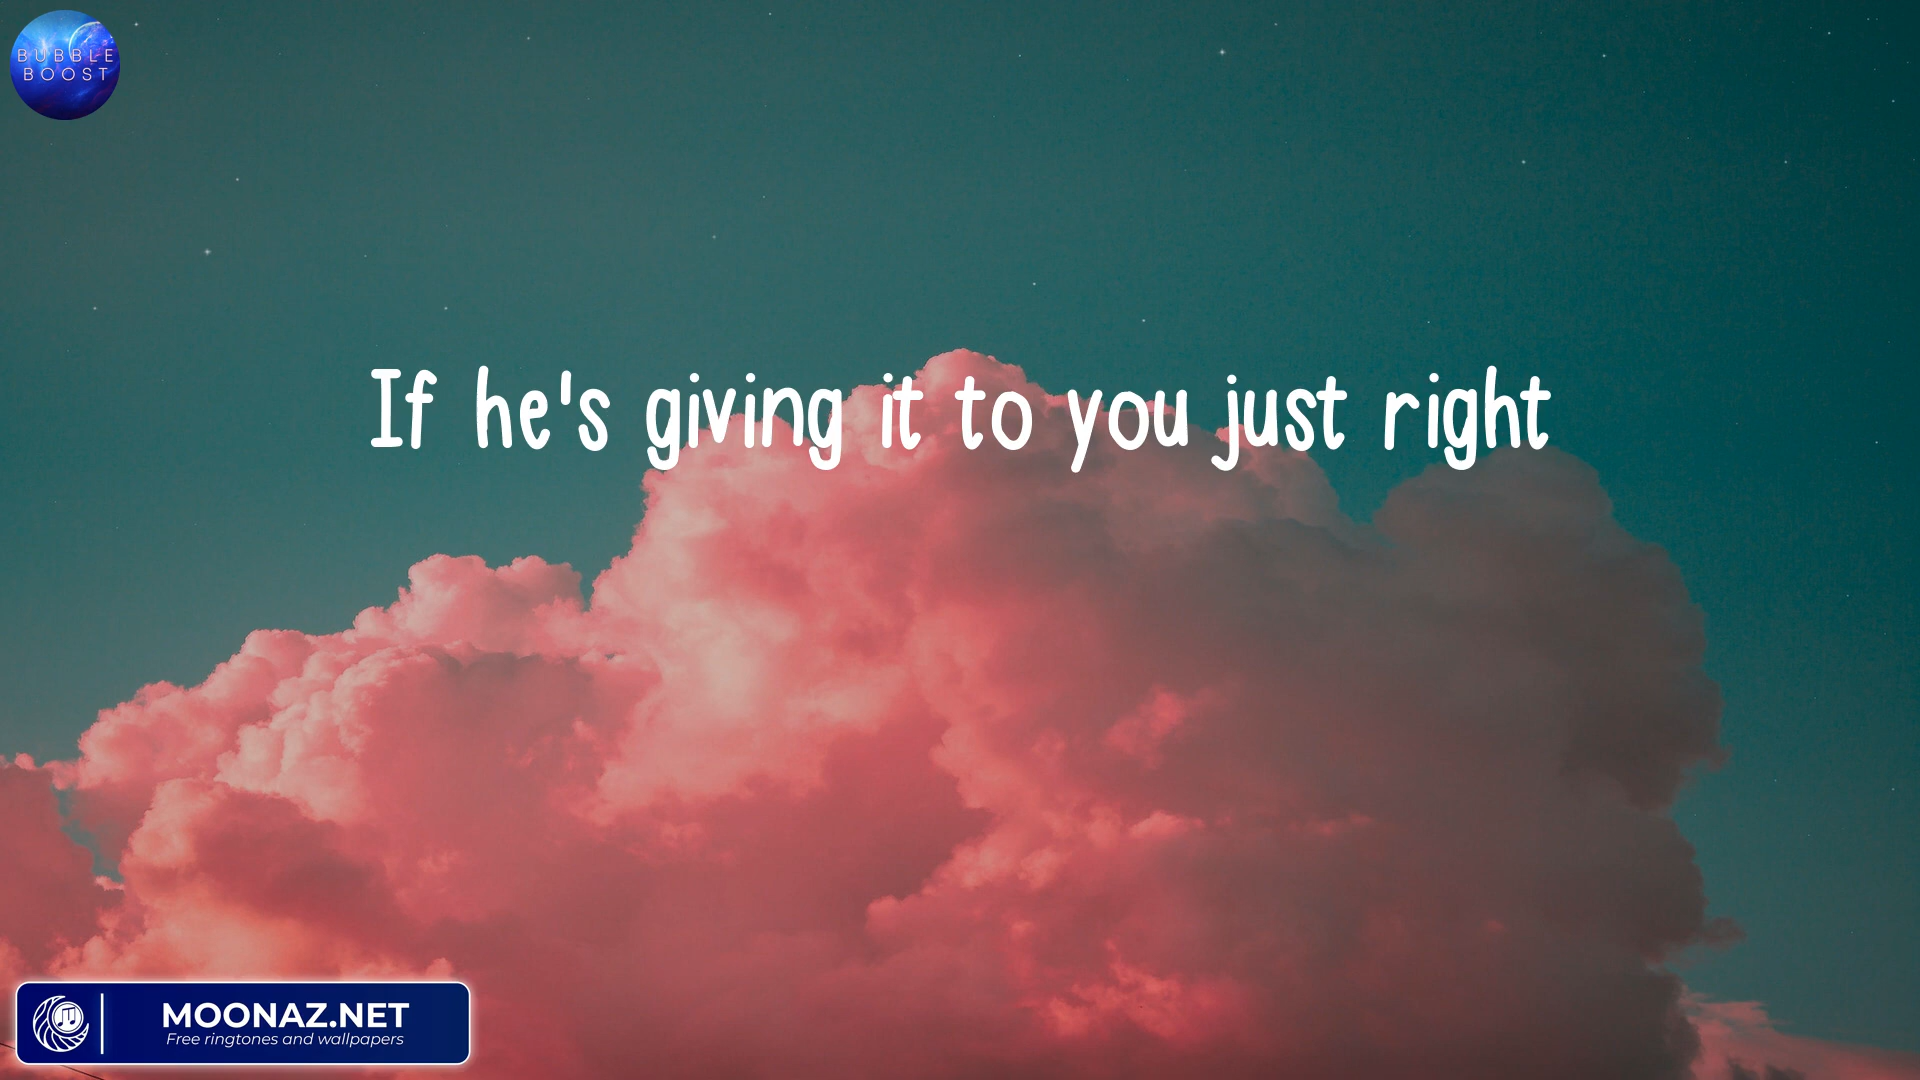 BUBBLE
BOOST
If he's giving it to you just right
MOONAZ.NET
Free ringtones and wallpapers